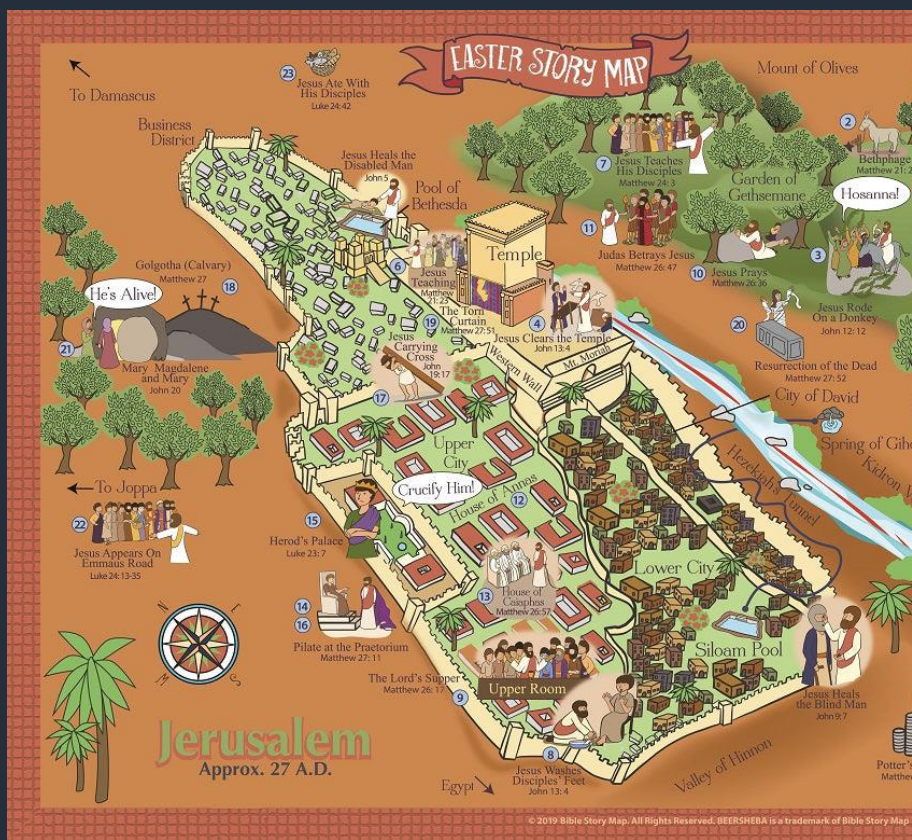 EASTER STORY MAP
Mount of Olives
To Damascus
23
Jesus Ate With
His Disciples
Luke 24:42
Business
District
Jesus Heals the
Disabled Man
John 5
Pool of
Bethesda
7
Jesus Teaches
His Disciples
Matthew 24: 3
2
Bethphage
Garden of
Gethsemane
Hosanna!
11
Judas Betrays Jesus
Matthew 26: 47
10
Jesus Prays
Matthew 26:36
3
Jesus Rode
On a Donkey
John 12: 12
Temple
6
Jesus
Teaching
Matthew
21: 23
19
The Torn
Curtain
Matthew 27:51
4
Jesus Clears the Temple
John 13:4
Mt. Moriah
Western Wall
20
Resurrection of the Dead
Matthew 27: 52
Golgotha (Calvary)
Matthew 27
18
He's Alive!
21
Mary Magdalene
and Mary
John 20
Jesus
Carrying
Cross
John
19:17
17
City of David
Spring of
Kidron
Hezekiah's Tunnel
Upper
City
Crucify Him!
House of Annas
12
To Joppa
22
Jesus Appears On
Emmaus Road
Luke 24:13-35
15
Herod's Palace
Luke 23: 7
13
House of
Caiaphas
Matthew 26: 57
Lower City
Siloam Pool
14
16
Pilate at the Praetorium
Matthew 27: 11
N
E
W
S
The Lord's Supper
Matthew 26: 17
9
Upper Room
Jesus Heals
the Blind Man
John 9:7
8
Jesus Washes
Disciples' Feet
John 13: 4
Valley of Hinnon
Egypt
Potter's
Jerusalem
Approx. 27 A.D.
© 2019 Bible Story Map. All Rights Reserved. BEERSHEBA is a trademark of Bible Story Map